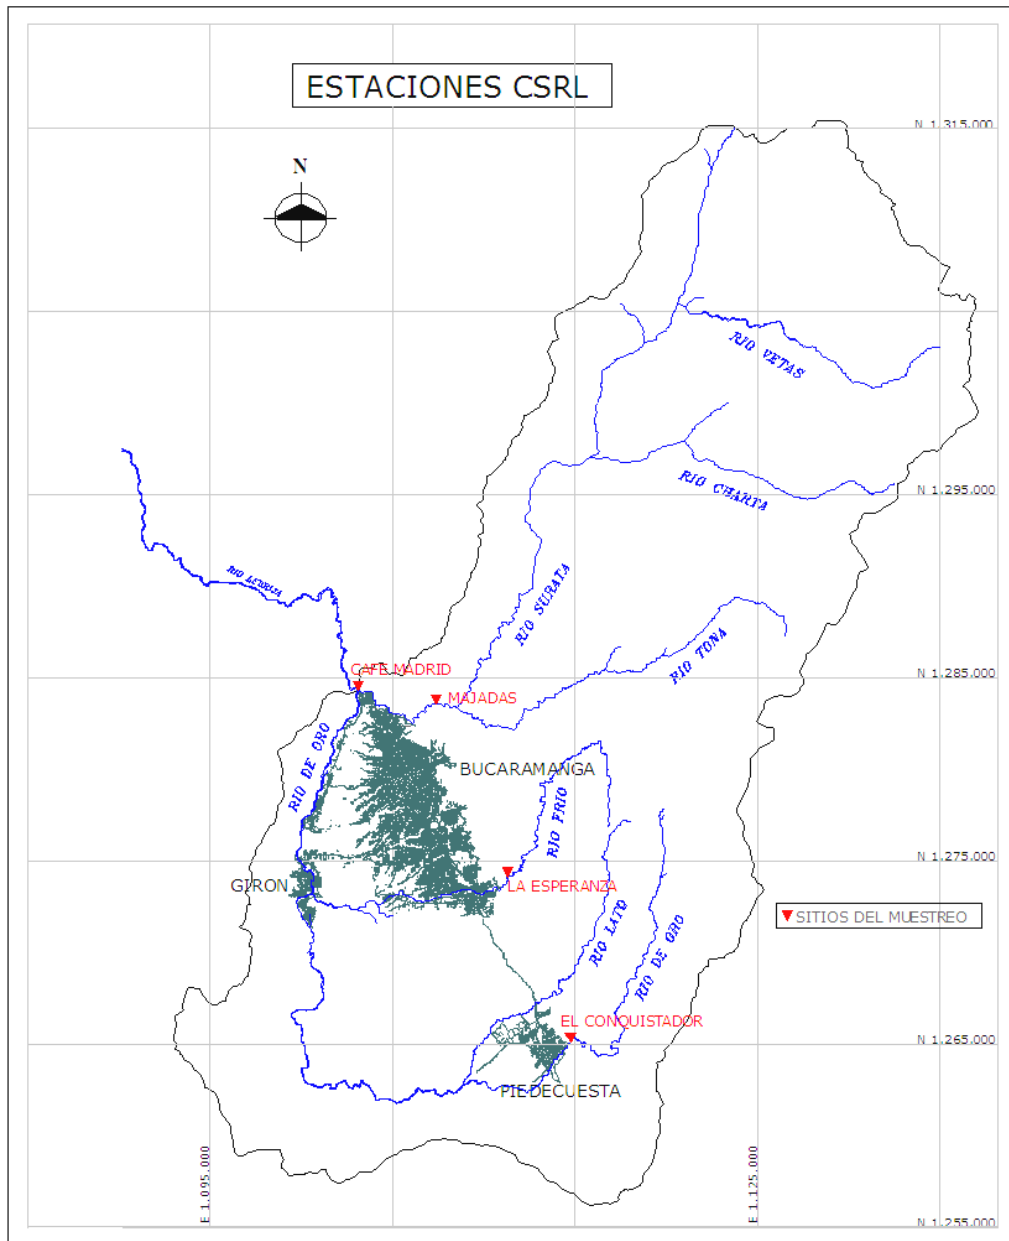 ESTACIONES CSRL
N 1.315.000
N
RIO VETAS
RIO CHARTA
N 1.295.000
RIO SURATA
RIO TONA
CAFE MADRID
N 1.285.000
MAJADAS
RIO DE ORO
BUCARAMANGA
RIO FRIO
N 1.275.000
GIRON
LA ESPERANZA
SITIOS DEL MUESTREO
RIO LATO
RIO DE ORO
EL CONQUISTADOR
N 1.265.000
PIEDECUESTA
E 1.095.000
E 1.125.000
N 1.255.000